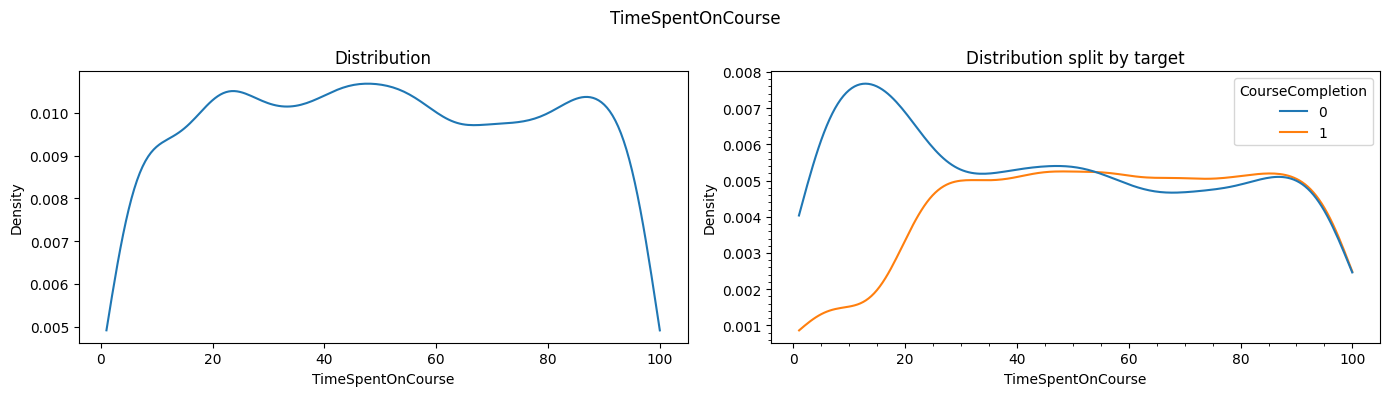 TimeSpentOnCourse
Distribution
0.010
0.009
0.008
0.007
0.006
0.005
Density
0 20 40 60 80 100
TimeSpentOnCourse
Distribution split by target
0.008
0.007
0.006
0.005
0.004
0.003
0.002
0.001
Density
CourseCompletion
0
1
0 20 40 60 80 100
TimeSpentOnCourse